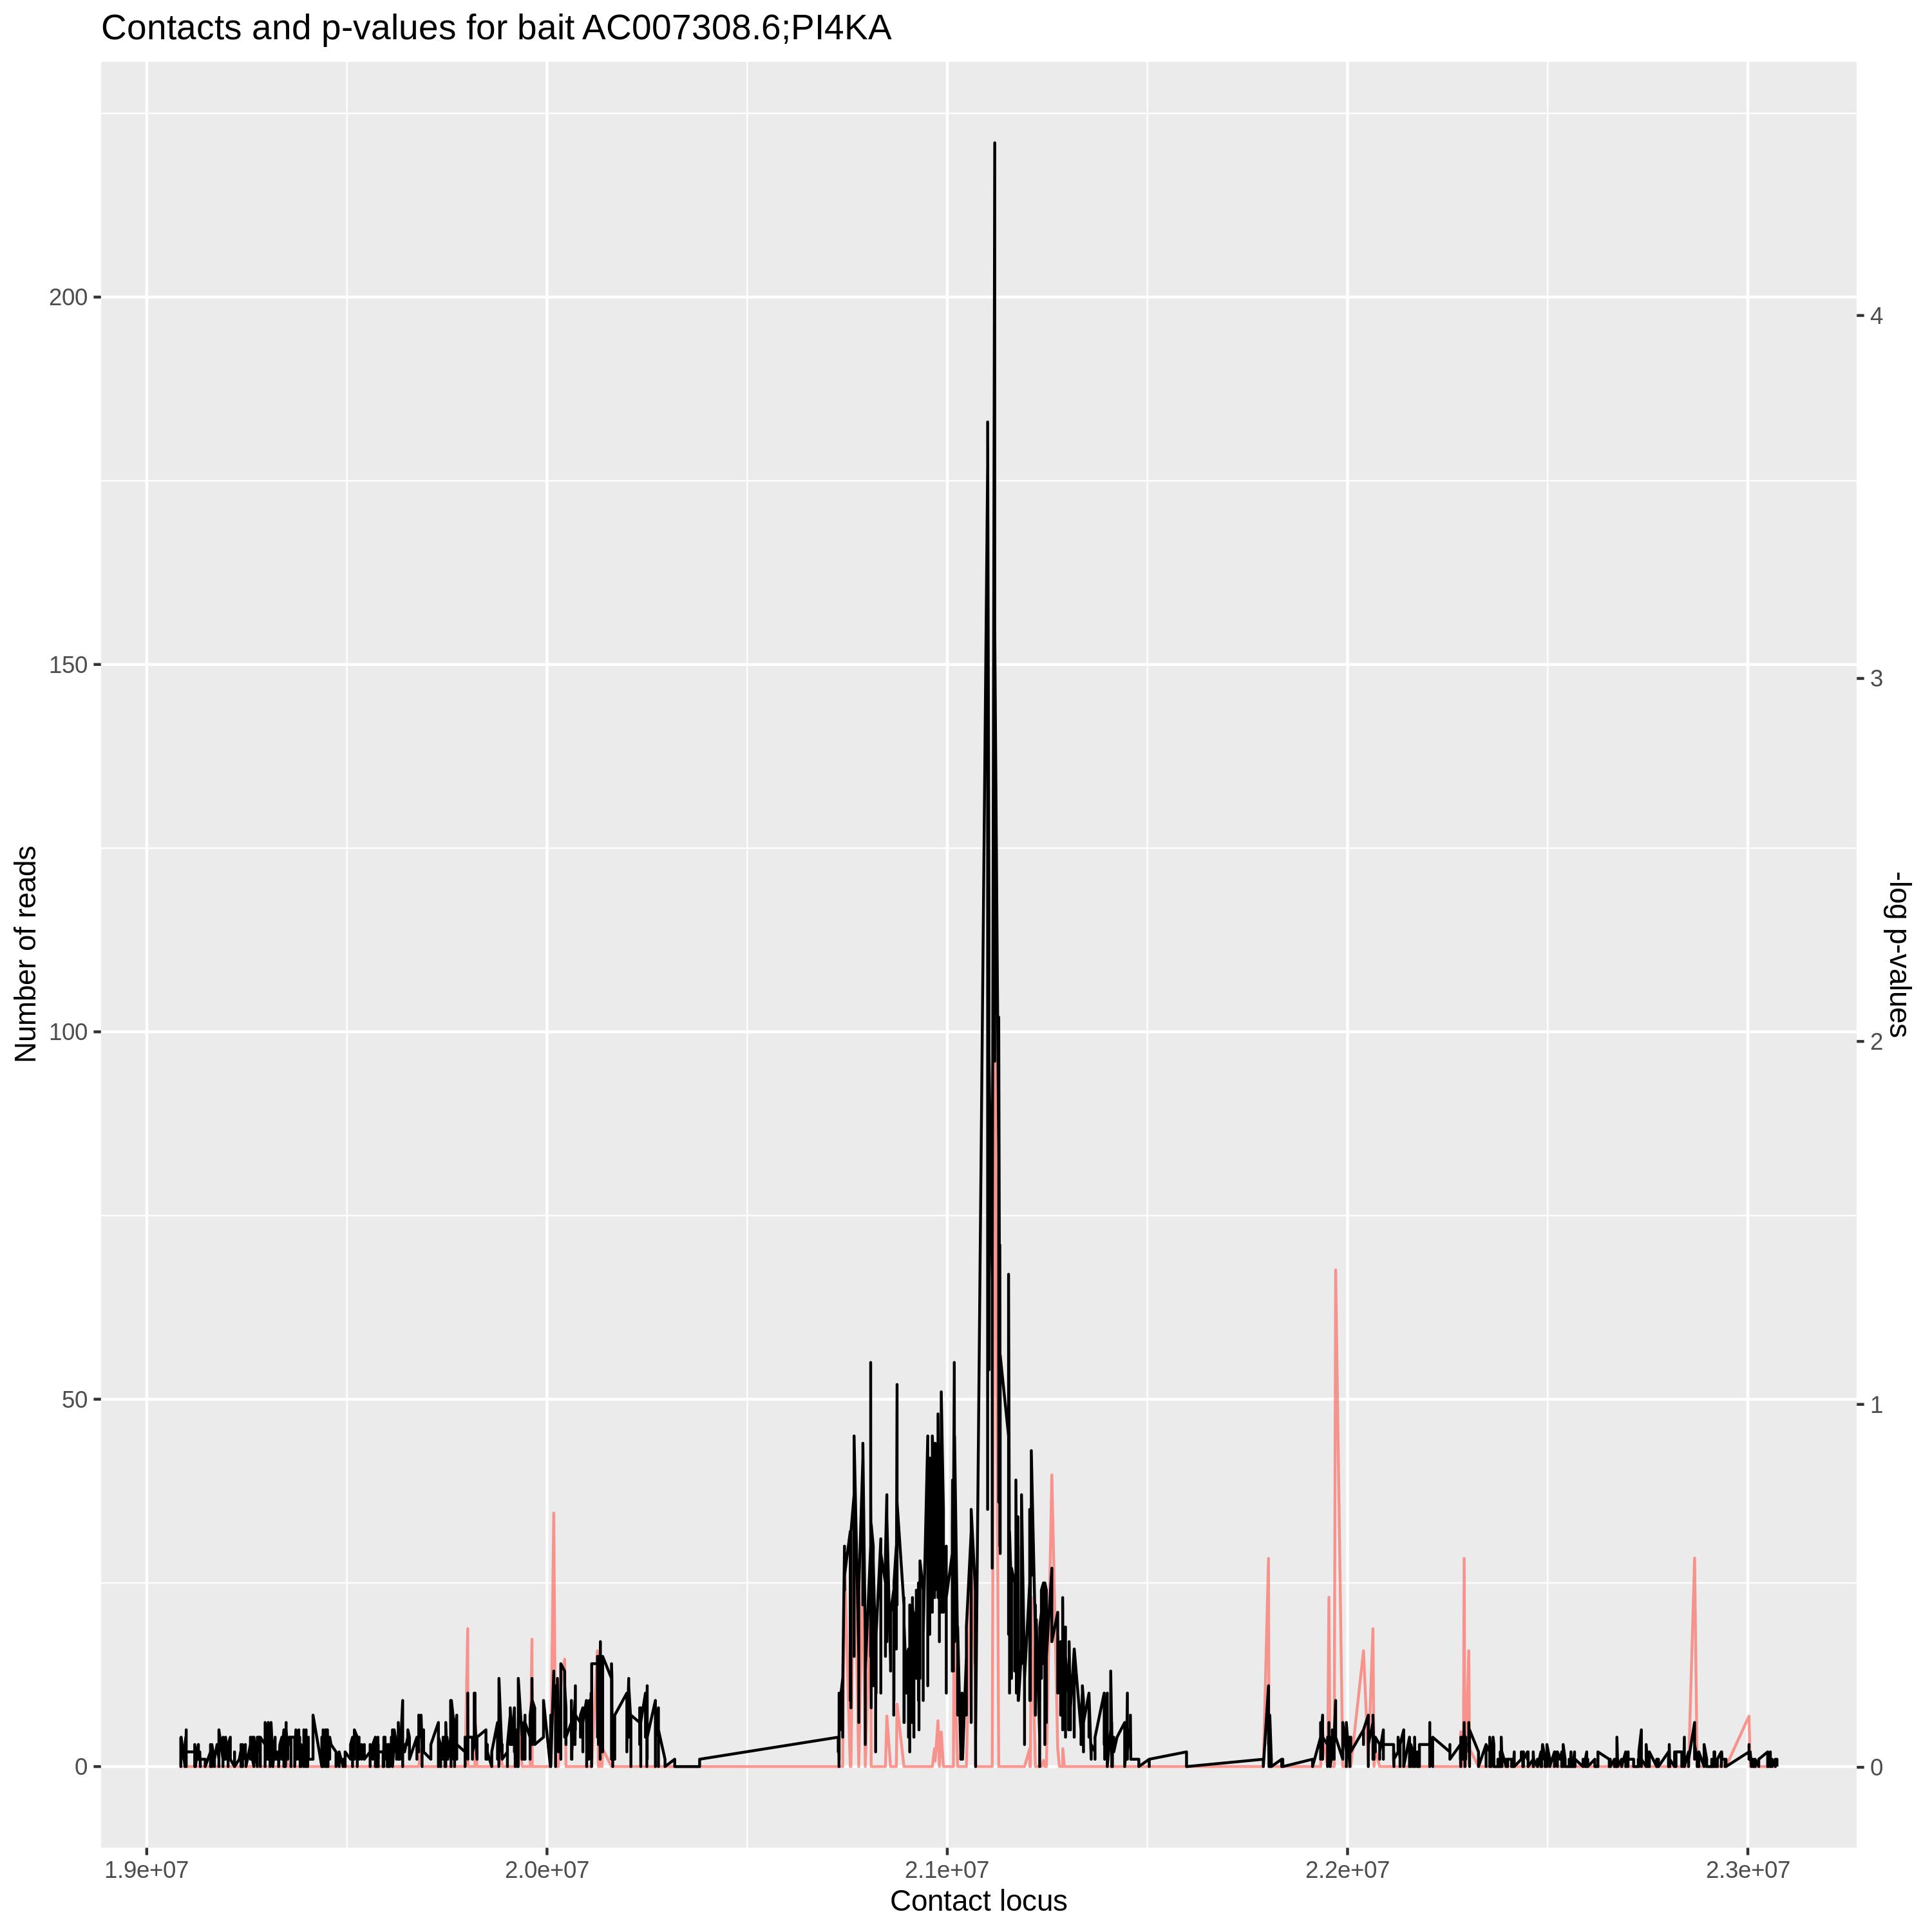 Contacts and p-values for bait AC007308.6;PI4KA
200
150
100
50
0
Number of reads
4
3
2
1
0
-log p-values
1.9e+07
2.0e+07
2.1e+07
2.2e+07
2.3e+07
Contact locus